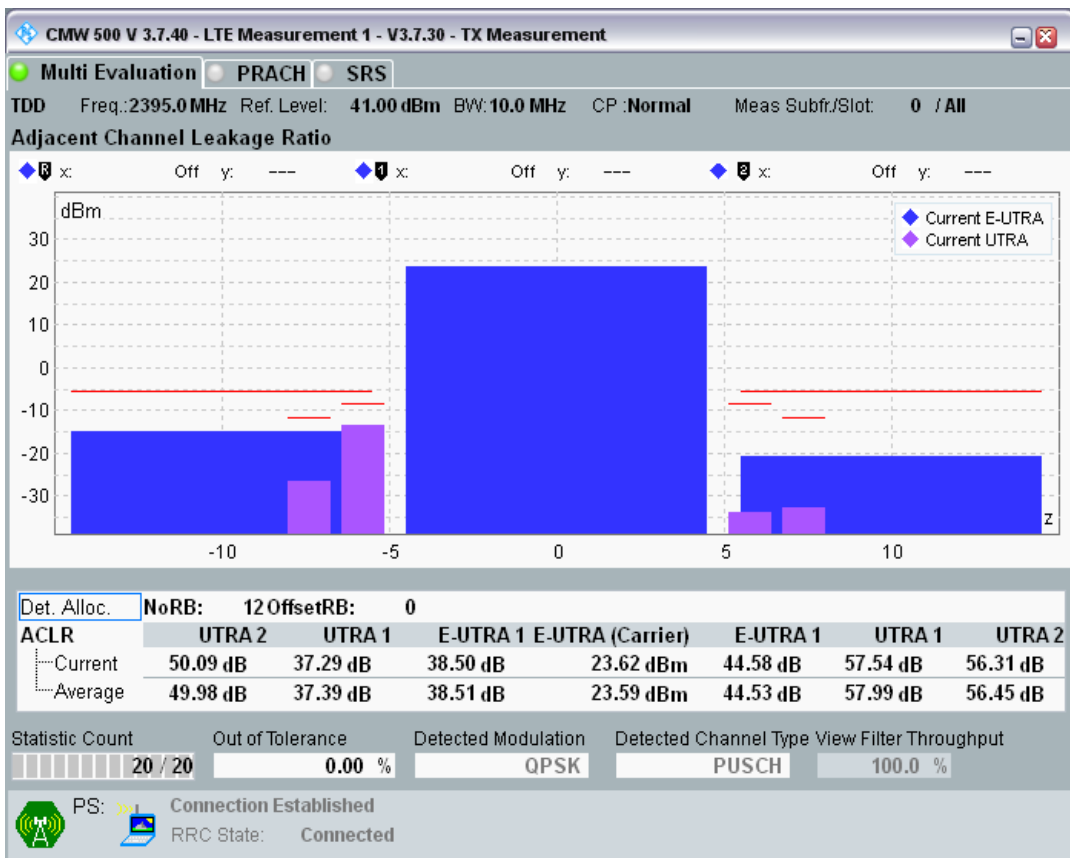 CMW 500 V 3.7.40 - LTE Measurement 1 - V3.7.30 - TX Measurement
Multi Evaluation PRACH SRS
TDD Freq.:2395.0 MHz Ref. Level: 41.00 dBm BW:10.0 MHz CP :Normal Meas Subfr./Slot: 0 / All
Adjacent Channel Leakage Ratio
R x: Off y: --- 1 x: Off y: --- 2 x: Off y: ---
dBm
Current E-UTRA
Current UTRA
30
20
10
0
-10
-20
-30
z
-10 -5 0 5 10
Det. Alloc. NoRB: 12 OffsetRB: 0
ACLR UTRA 2 UTRA 1 E-UTRA 1 E-UTRA (Carrier) E-UTRA 1 UTRA 1 UTRA 2
Current 50.09 dB 37.29 dB 38.50 dB 23.62 dBm 44.58 dB 57.54 dB 56.31 dB
Average 49.98 dB 37.39 dB 38.51 dB 23.59 dBm 44.53 dB 57.99 dB 56.45 dB
Statistic Count Out of Tolerance Detected Modulation Detected Channel Type View Filter Throughput
20 / 20 0.00 % QPSK PUSCH 100.0 %
PS: Connection Established
RRC State: Connected